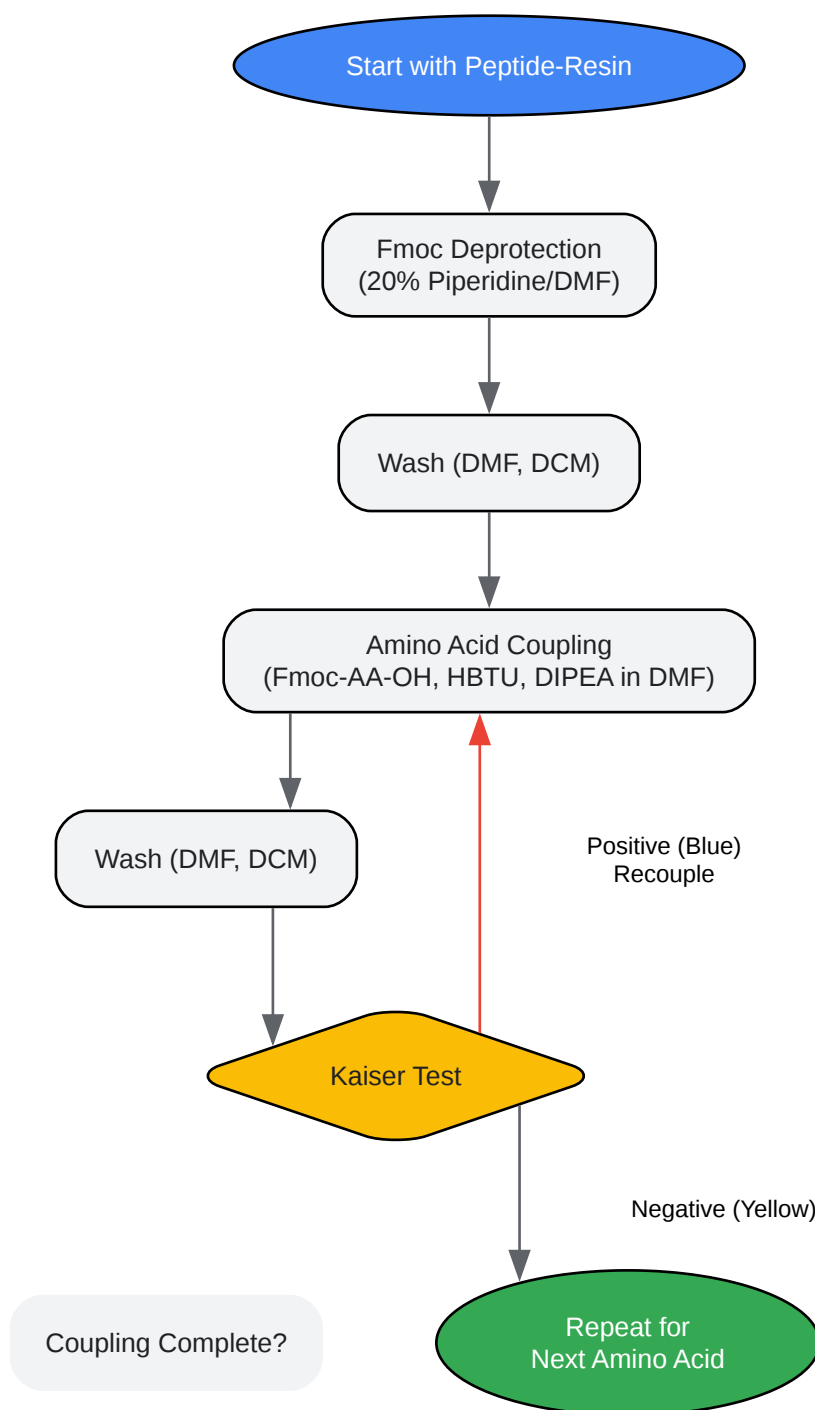 Start with Peptide-Resin
Fmoc Deprotection
(20% Piperidine/DMF)
Wash (DMF, DCM)
Amino Acid Coupling
(Fmoc-AA-OH, HBTU, DIPEA in DMF)
Wash (DMF, DCM)
Positive (Blue)
Recouple
Kaiser Test
Negative (Yellow)
Coupling Complete?
Repeat for
Next Amino Acid